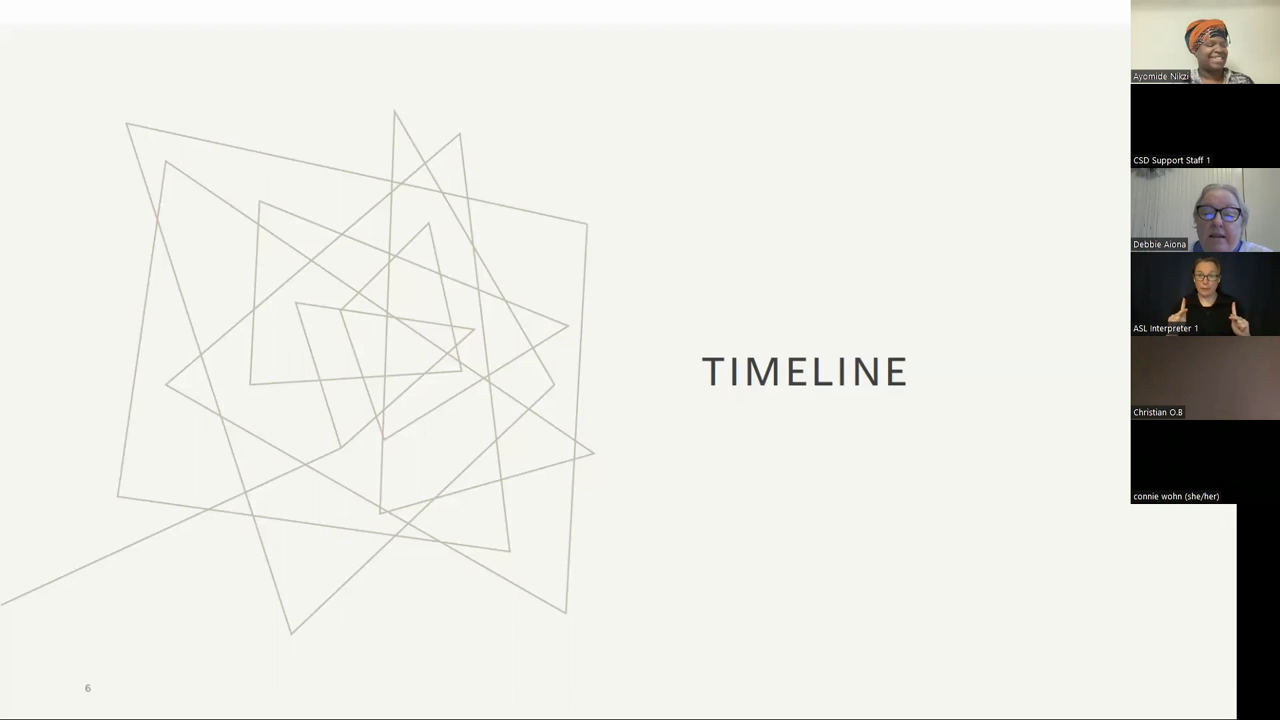 TIMELINE
6
Ayomide Nikzi
CSD Support Staff 1
Debbie Aiona
ASL Interpreter 1
Christian O.B
connie wohn (she/her)